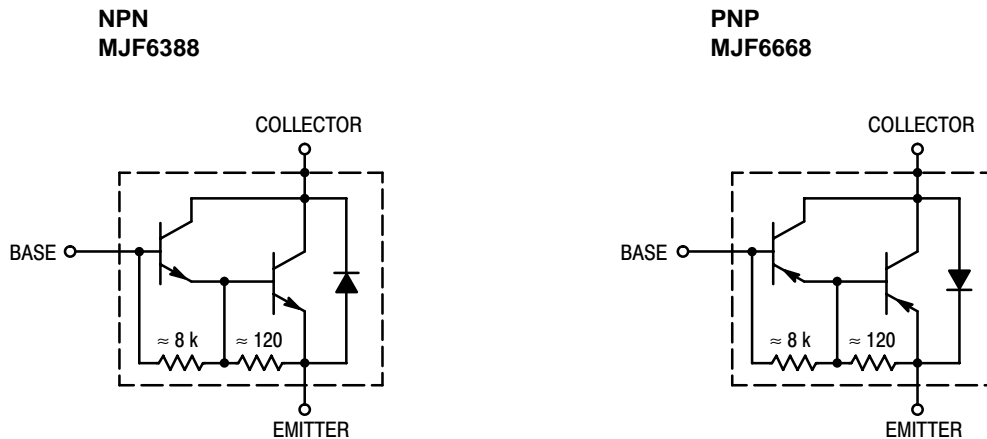 NPN
MJF6388
COLLECTOR
BASE
≈ 8 k
≈ 120
EMITTER
PNP
MJF6668
COLLECTOR
BASE
≈ 8 k
≈ 120
EMITTER